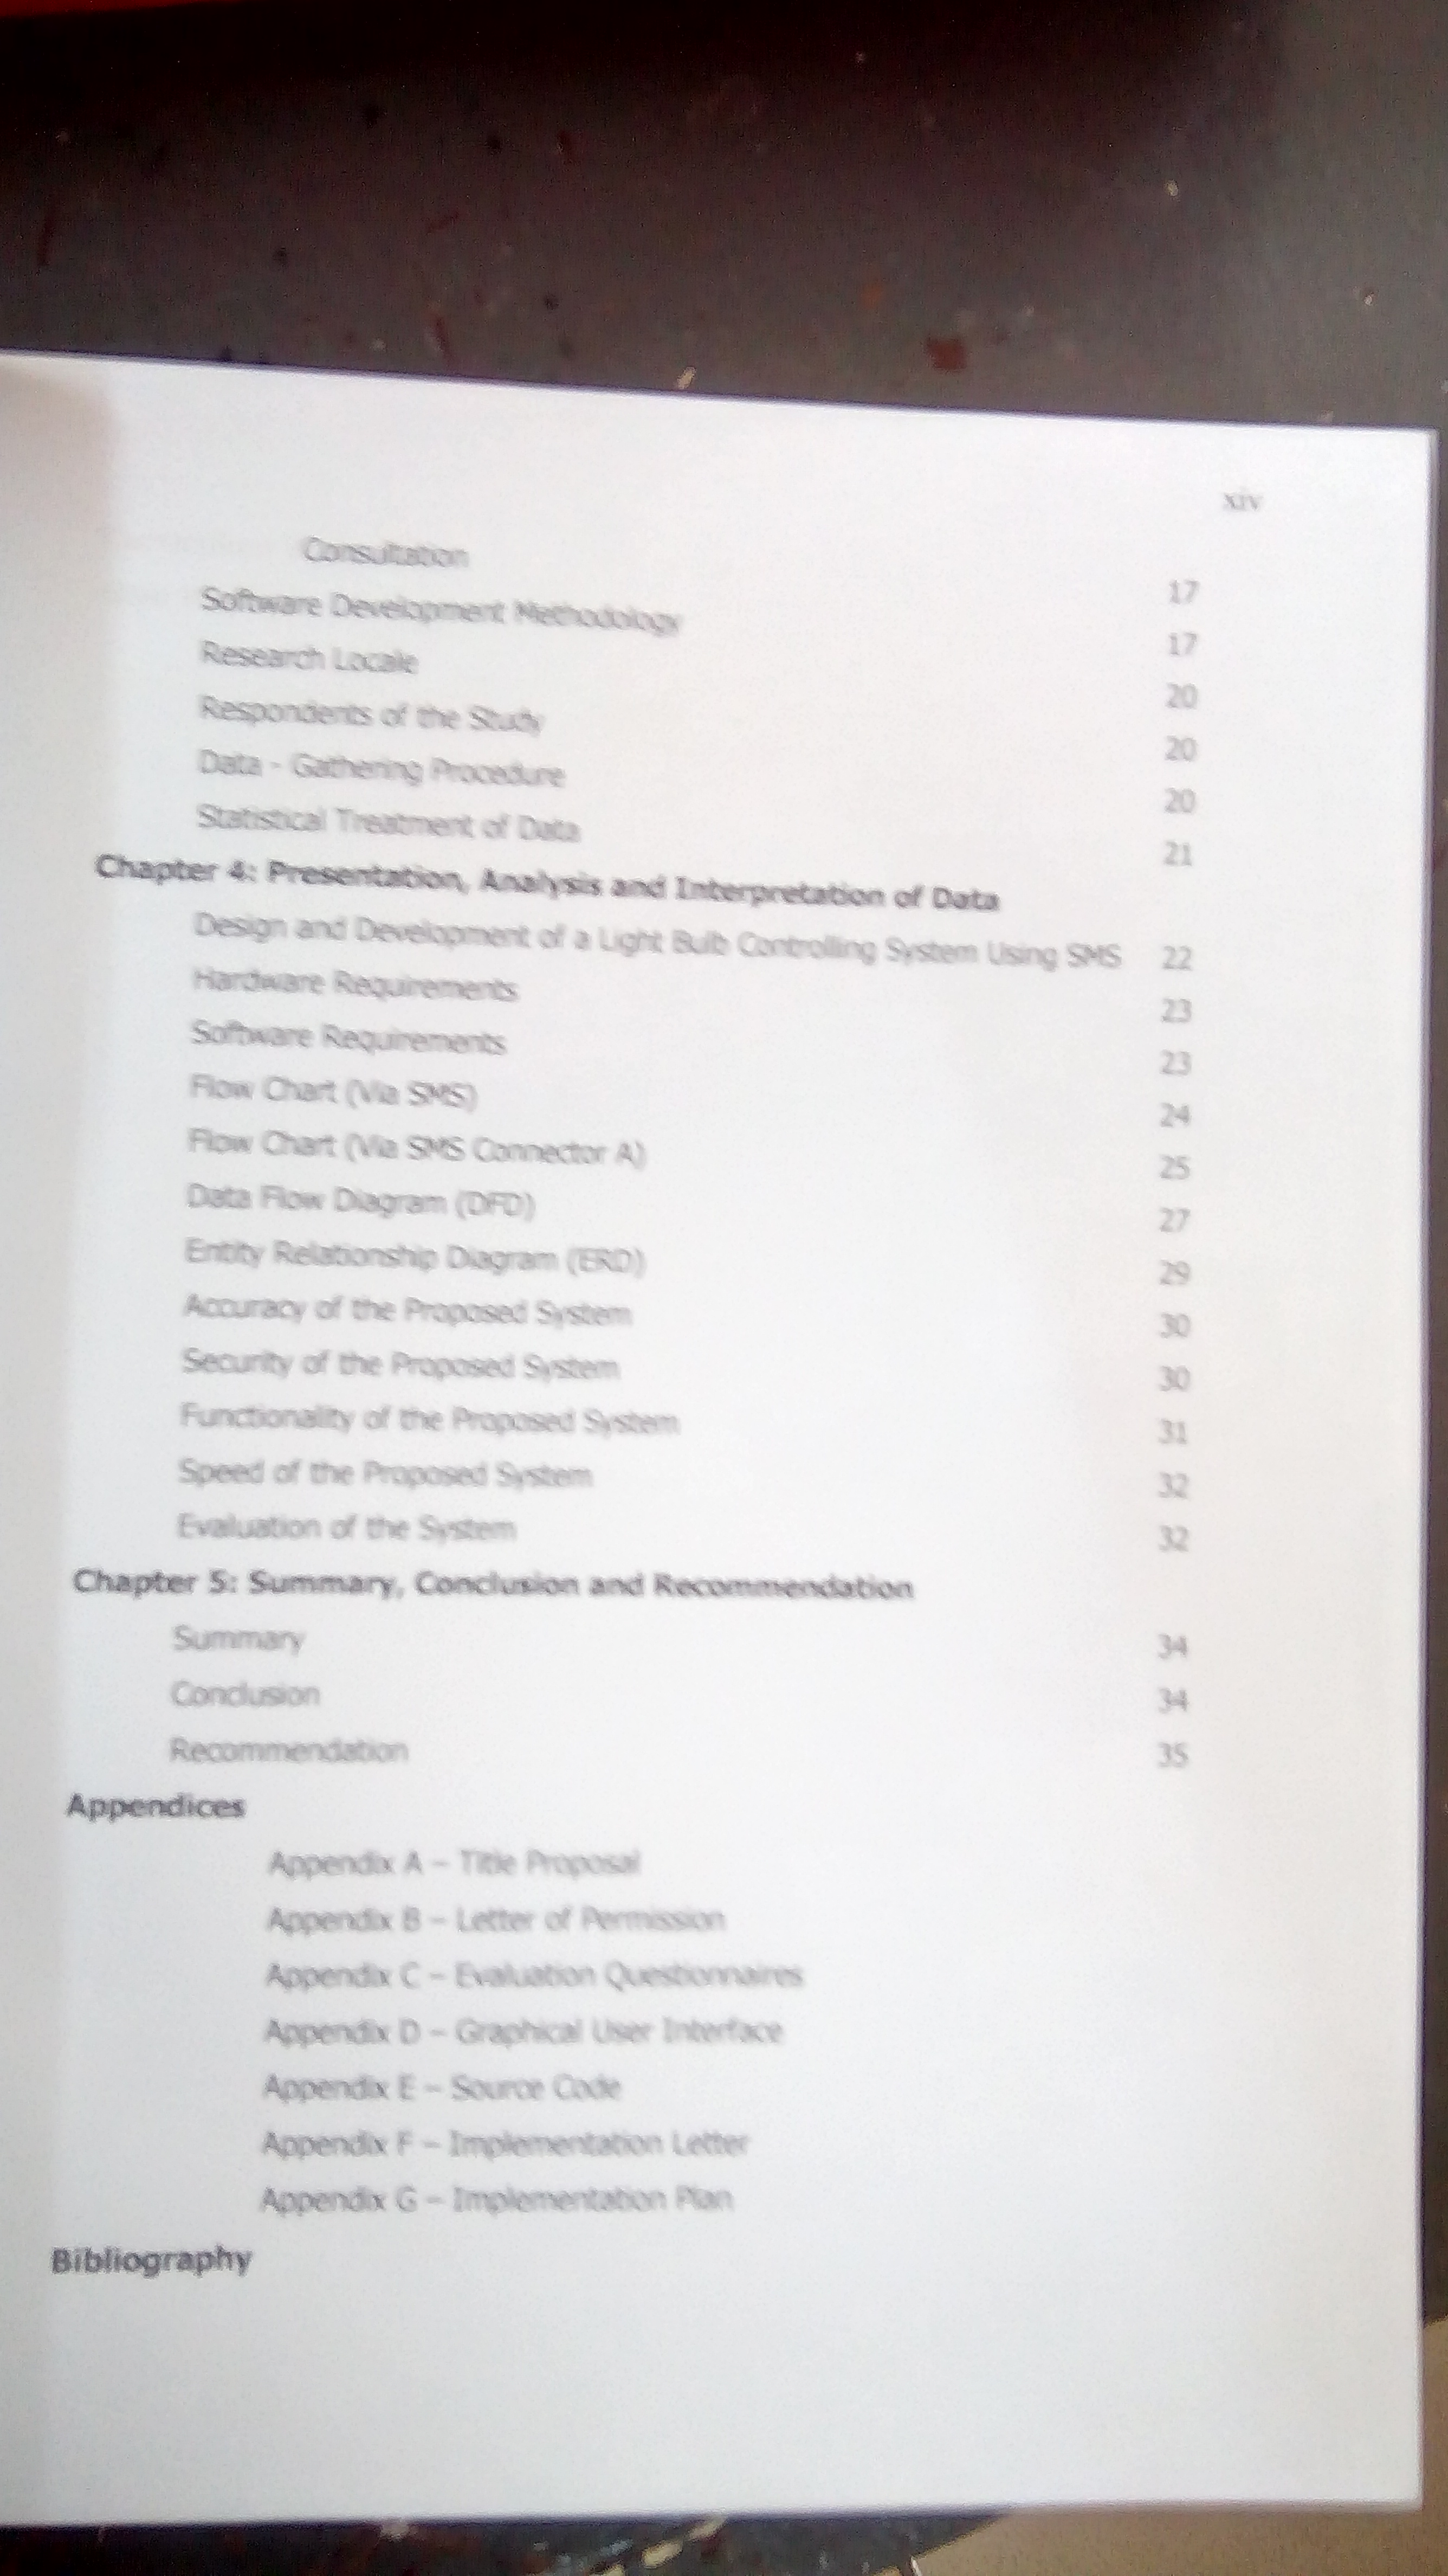 xiv
Consultation 17
Software Development Methodology 17
Research Locale 20
Respondents of the Study 20
Data - Gathering Procedure 20
Statistical Treatment of Data 21
Chapter 4: Presentation, Analysis and Interpretation of Data
Design and Development of a Light Bulb Controlling System Using SMS 22
Hardware Requirements 23
Software Requirements 23
Flow Chart (Via SMS) 24
Flow Chart (Via SMS Connector A) 25
Data Flow Diagram (DFD) 27
Entity Relationship Diagram (ERD) 29
Accuracy of the Proposed System 30
Security of the Proposed System 30
Functionality of the Proposed System 31
Speed of the Proposed System 32
Evaluation of the System 32
Chapter 5: Summary, Conclusion and Recommendation
Summary 34
Conclusion 34
Recommendation 35
Appendices
Appendix A – Title Proposal
Appendix B – Letter of Permission
Appendix C – Evaluation Questionnaires
Appendix D – Graphical User Interface
Appendix E – Source Code
Appendix F – Implementation Letter
Appendix G – Implementation Plan
Bibliography